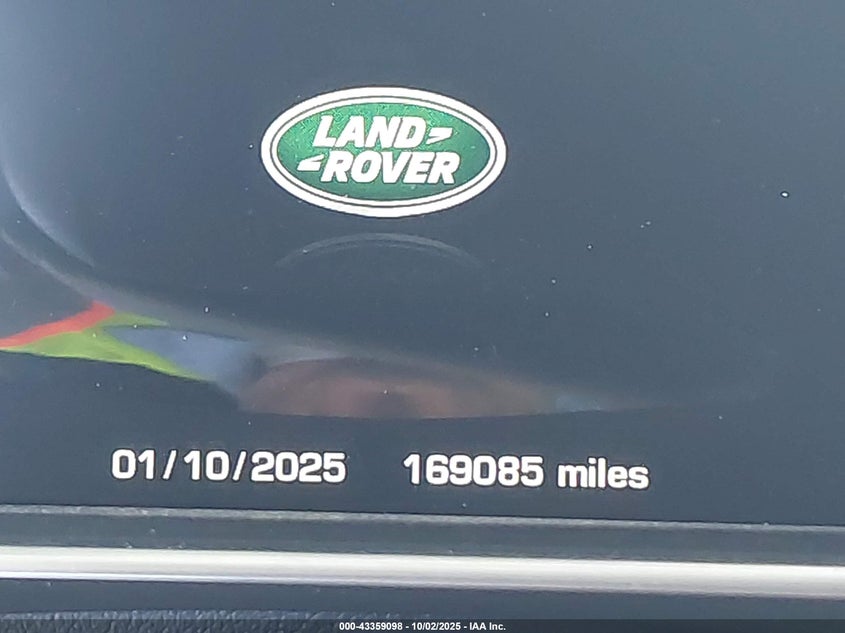 LAND
ROVER
01/10/2025 169085 miles
000-43359098 - 10/02/2025 - IAA Inc.